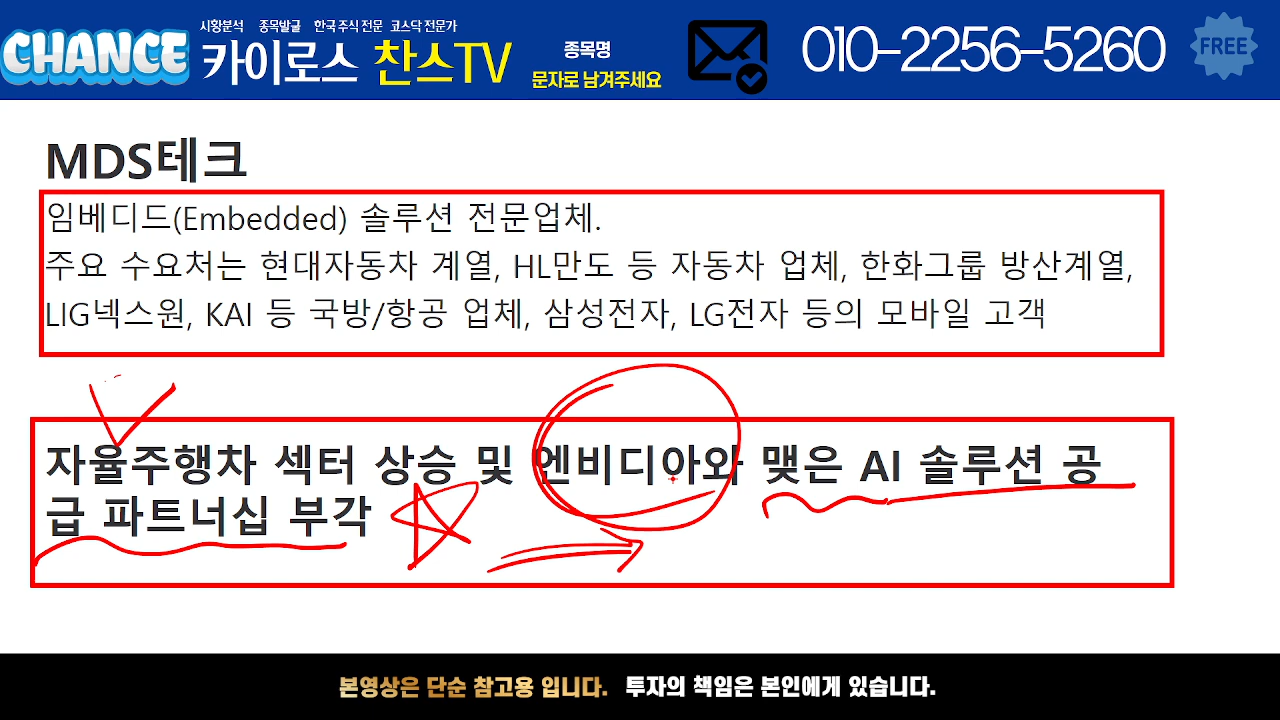 시황분석 종목발굴 한국 주식 전문 코스닥 전문가
CHANCE 카이로스 찬스TV
종목명
문자로 남겨주세요
010-2256-5260
FREE
MDS테크
임베디드(Embedded) 솔루션 전문업체.
주요 수요처는 현대자동차 계열, HL만도 등 자동차 업체, 한화그룹 방산계열,
LIG넥스원, KAI 등 국방/항공 업체, 삼성전자, LG전자 등의 모바일 고객
자율주행차 섹터 상승 및 엔비디아와 맺은 AI 솔루션 공
급 파트너십 부각
본영상은 단순 참고용 입니다. 투자의 책임은 본인에게 있습니다.